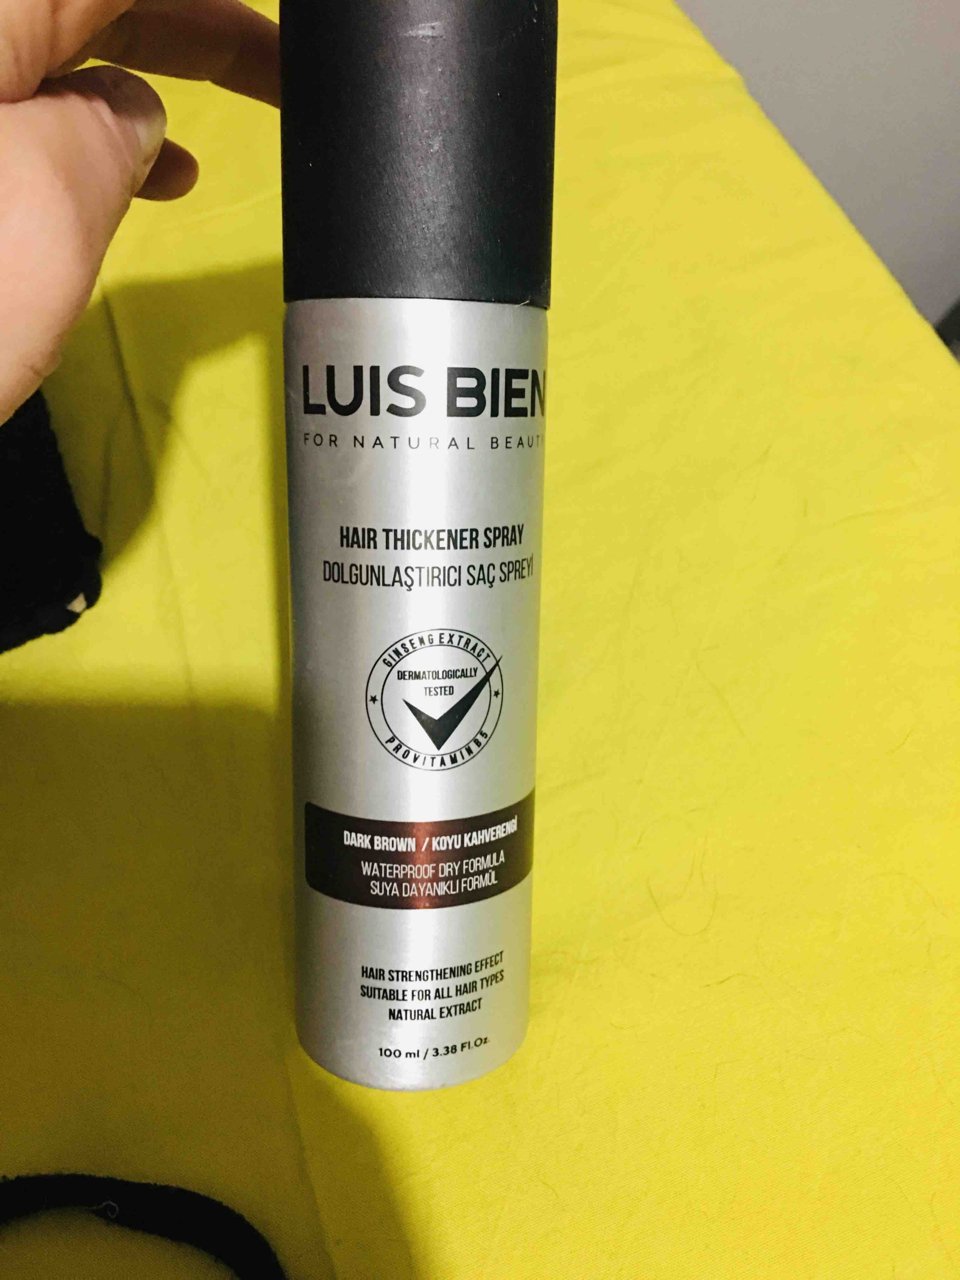 LUIS BIEN
FOR NATURAL BEAUT
HAIR THICKENER SPRAY
DOLGUNLAŞTIRICI SAÇ SPREYİ
GINSENG EXTRACT
DERMATOLOGICALLY
TESTED
PROVITAMIN B5
DARK BROWN / KOYU KAHVERENGİ
WATERPROOF DRY FORMULA
SUYA DAYANIKLI FORMÜL
HAIR STRENGTHENING EFFECT
SUITABLE FOR ALL HAIR TYPES
NATURAL EXTRACT
100 ml / 3.38 Fl.Oz.